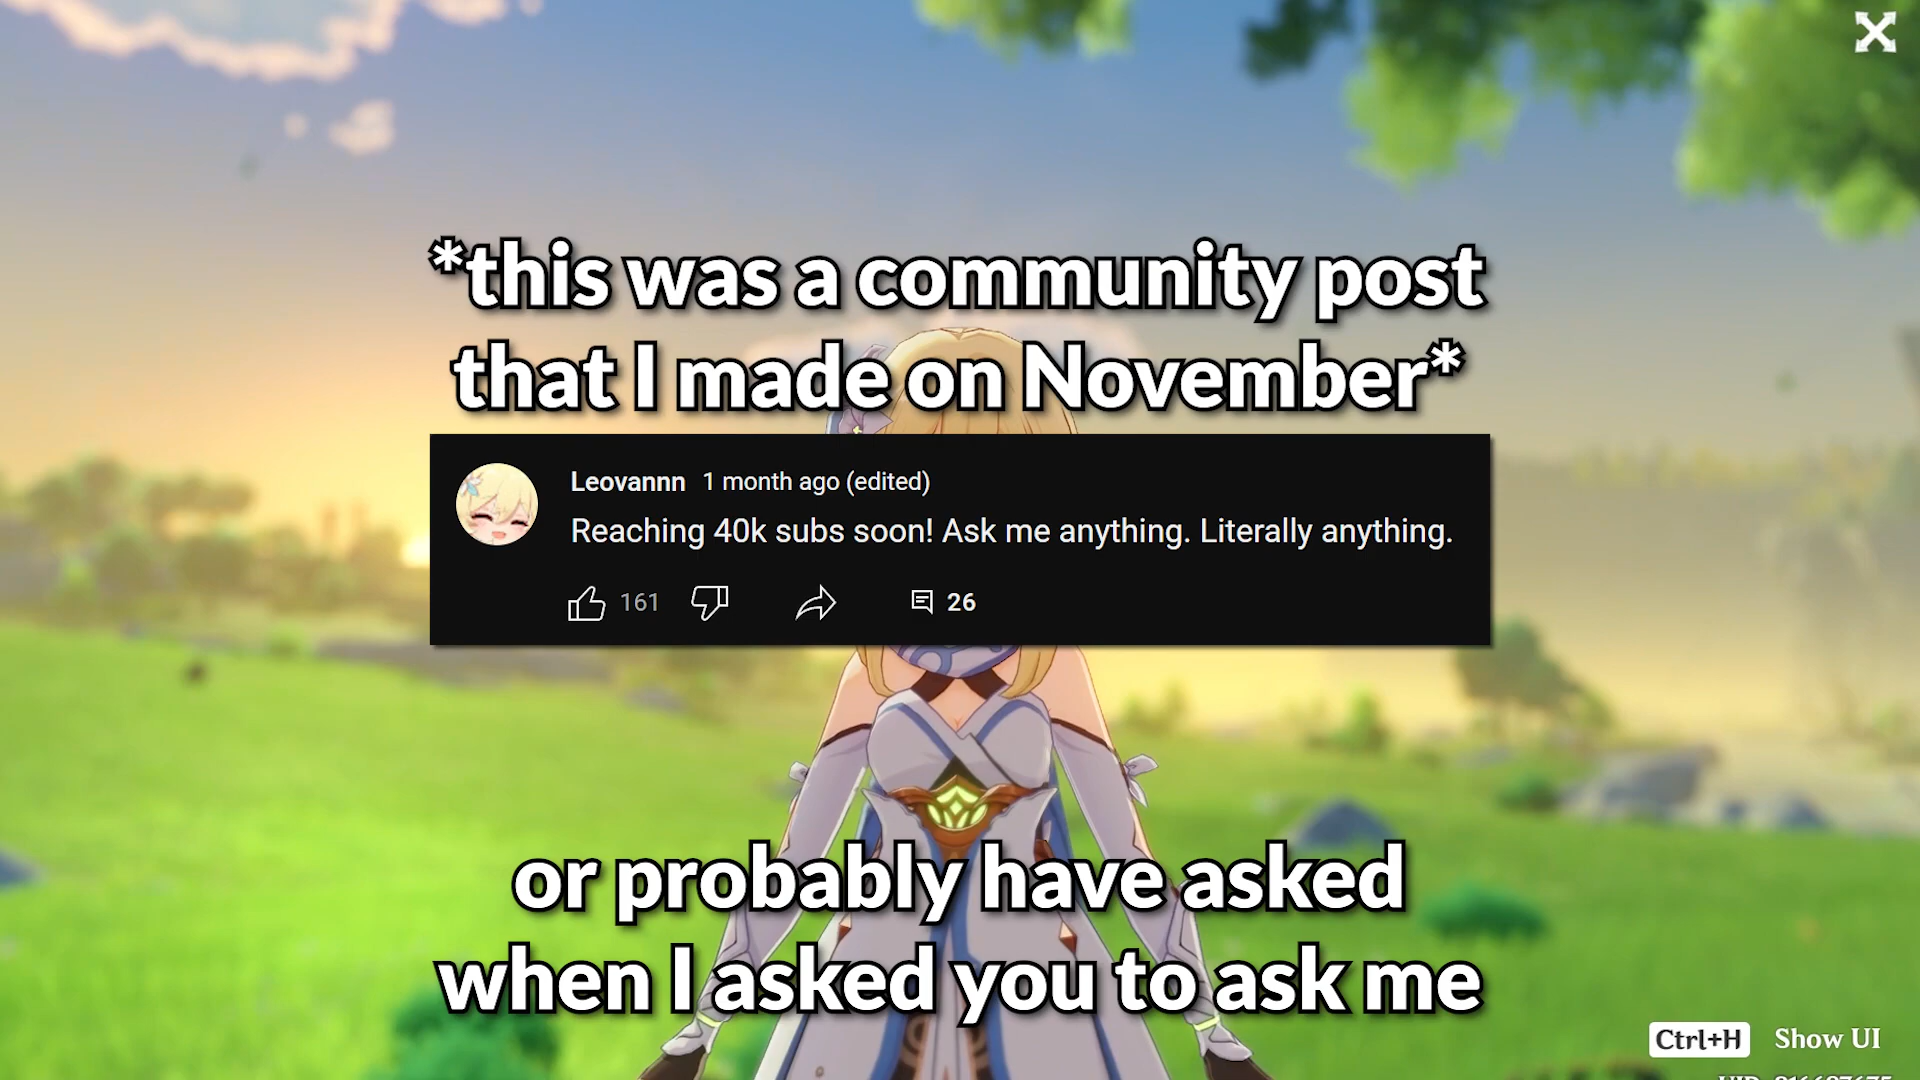 *this was a community post
that I made on November*
Leovannn 1 month ago (edited)
Reaching 40k subs soon! Ask me anything. Literally anything.
161 26
or probably have asked
when I asked you to ask me
Ctrl+H Show UI